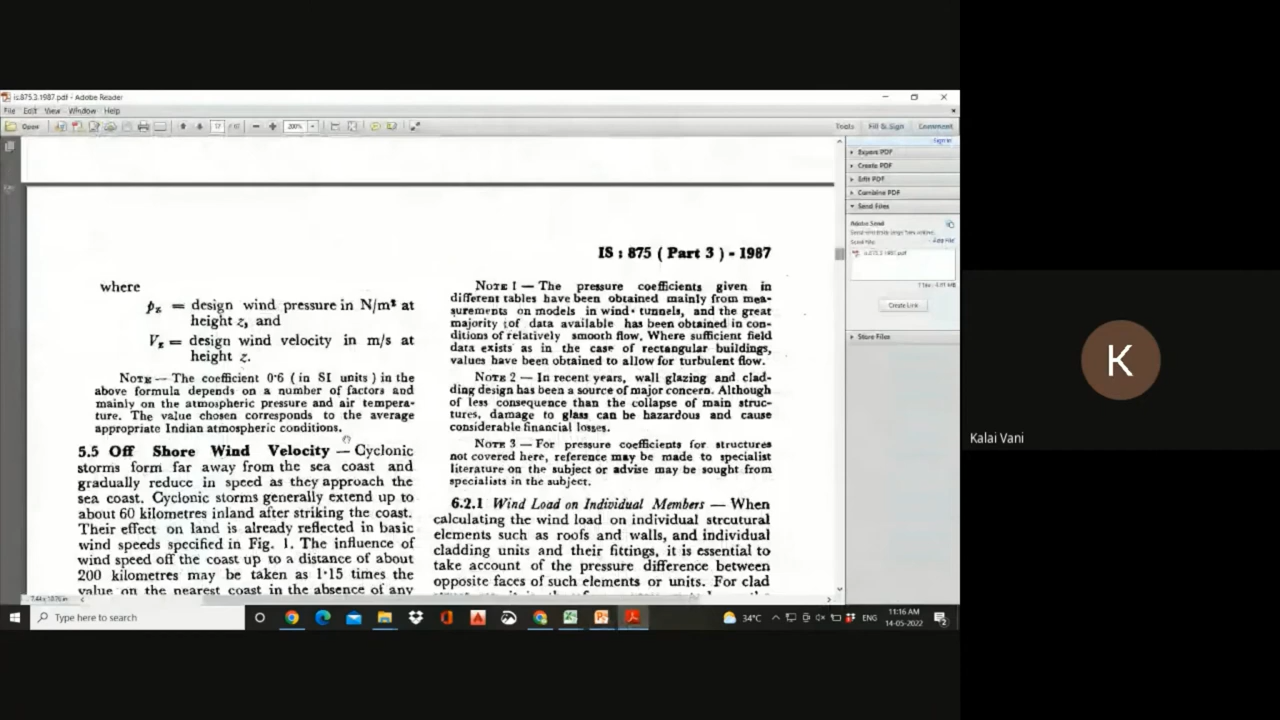 is.875.3.1987.pdf - Adobe Reader
File Edit View Window Help
Open
17
200%
Tools
Fill & Sign
Comment
Sign In
Export PDF
Create PDF
Edit PDF
Combine PDF
Send Files
Adobe Send
Add File
is.875.3.1987.pdf
Create Link
Store Files
IS : 875 ( Part 3 ) - 1987
where
pz = design wind pressure in N/m² at
height z, and
Vz = design wind velocity in m/s at
height z.
NOTE — The coefficient 0·6 ( in SI units ) in the
above formula depends on a number of factors and
mainly on the atmospheric pressure and air tempera-
ture. The value chosen corresponds to the average
appropriate Indian atmospheric conditions.
5.5 Off Shore Wind Velocity — Cyclonic
storms form far away from the sea coast and
gradually reduce in speed as they approach the
sea coast. Cyclonic storms generally extend up to
about 60 kilometres inland after striking the coast.
Their effect on land is already reflected in basic
wind speeds specified in Fig. 1. The influence of
wind speed off the coast up to a distance of about
200 kilometres may be taken as 1·15 times the
value on the nearest coast in the absence of any
NOTE 1 — The pressure coefficients given in
different tables have been obtained mainly from mea-
surements on models in wind-tunnels, and the great
majority of data available has been obtained in con-
ditions of relatively smooth flow. Where sufficient field
data exists as in the case of rectangular buildings,
values have been obtained to allow for turbulent flow.
NOTE 2 — In recent years, wall glazing and clad-
ding design has been a source of major concern. Although
of less consequence than the collapse of main struc-
tures, damage to glass can be hazardous and cause
considerable financial losses.
NOTE 3 — For pressure coefficients for structures
not covered here, reference may be made to specialist
literature on the subject or advise may be sought from
specialists in the subject.
6.2.1 Wind Load on Individual Members — When
calculating the wind load on individual strcutural
elements such as roofs and walls, and individual
cladding units and their fittings, it is essential to
take account of the pressure difference between
opposite faces of such elements or units. For clad
Type here to search
34°C
ENG
11:16 AM
14-05-2022
K
Kalai Vani